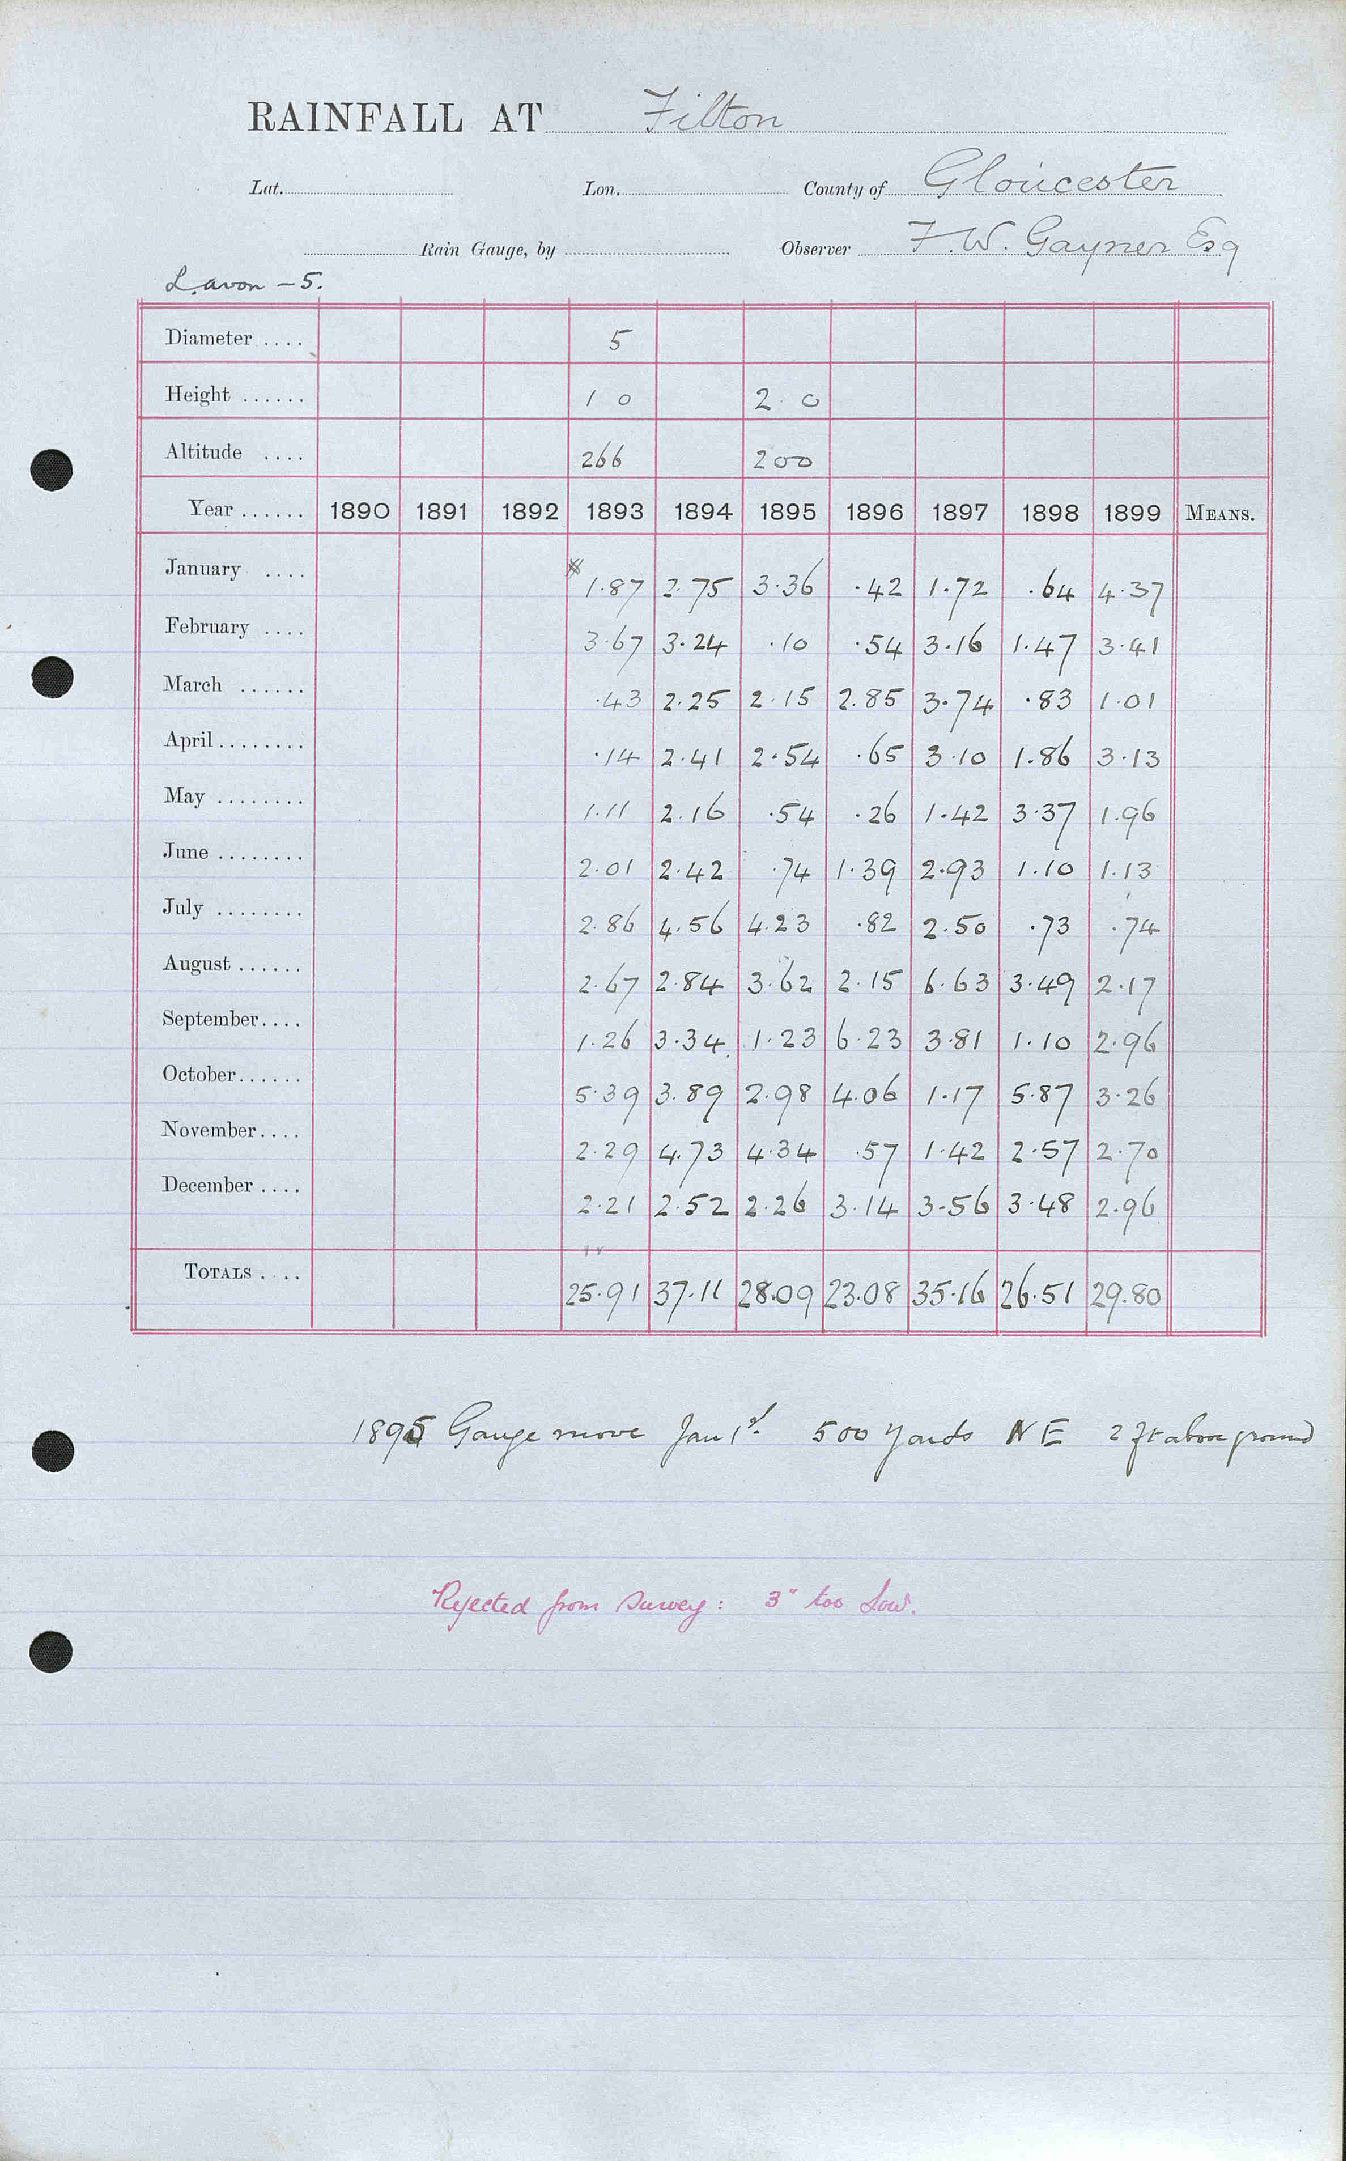 RAINFALL AT Filton
Lat. Lon. County of Gloucester
Rain Gauge, by Observer F. W. Gayner Esq
L. avon - 5.
Diameter .... 5
Height ...... 1 0 2 0
Altitude .... 266 200
Year ...... 1890 1891 1892 1893 1894 1895 1896 1897 1898 1899 MEANS.
January .... 1.87 2.75 3.36 .42 1.72 .64 4.37
February .... 3.67 3.24 .10 .54 3.16 1.47 3.41
March ...... .43 2.25 2.15 2.85 3.74 .83 1.01
April ........ .14 2.41 2.54 .65 3.10 1.86 3.13
May ........ 1.11 2.16 .54 .26 1.42 3.37 1.96
June ........ 2.01 2.42 .74 1.39 2.93 1.10 1.13
July ........ 2.86 4.56 4.23 .82 2.50 .73 .74
August ...... 2.67 2.84 3.62 2.15 6.63 3.49 2.17
September .... 1.26 3.34 1.23 6.23 3.81 1.10 2.96
October ...... 5.39 3.89 2.98 4.06 1.17 5.87 3.26
November .... 2.29 4.73 4.34 .57 1.42 2.57 2.70
December .... 2.21 2.52 2.26 3.14 3.56 3.48 2.96
TOTALS .... 25.91 37.11 28.09 23.08 35.16 26.51 29.80
1895 Gauge move Jan 1st. 500 yards NE 2 ft above ground
Rejected from Survey: 3" too low.